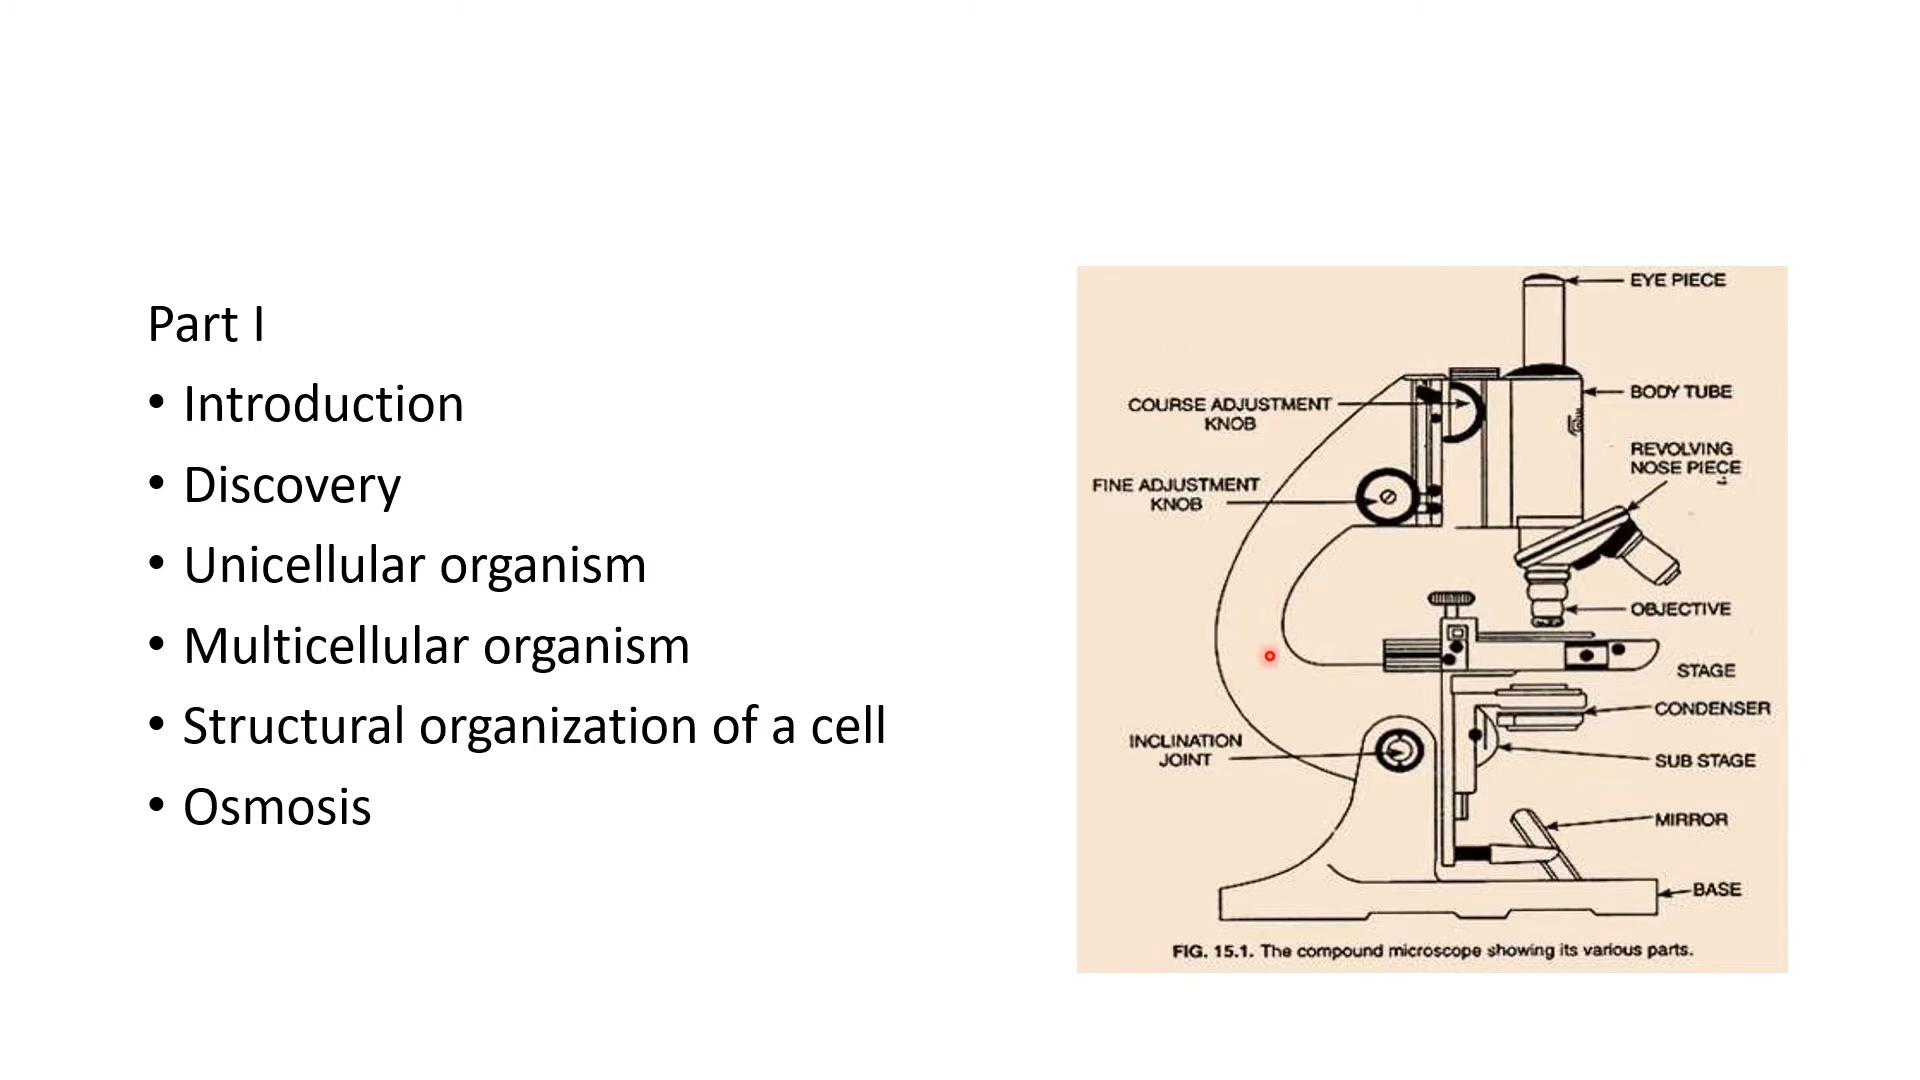 Part I
• Introduction
• Discovery
• Unicellular organism
• Multicellular organism
• Structural organization of a cell
• Osmosis
EYE PIECE
COURSE ADJUSTMENT
KNOB
BODY TUBE
REVOLVING
NOSE PIECE
FINE ADJUSTMENT
KNOB
OBJECTIVE
STAGE
CONDENSER
INCLINATION
JOINT
SUB STAGE
MIRROR
BASE
FIG. 15.1. The compound microscope showing its various parts.